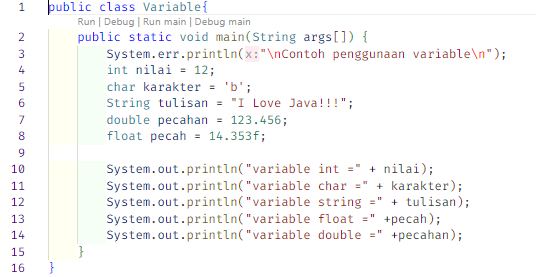 1 public class Variable{
Run | Debug | Run main | Debug main
2 public static void main(String args[]) {
3 System.err.println(x:"\nContoh penggunaan variable\n");
4 int nilai = 12;
5 char karakter = 'b';
6 String tulisan = "I Love Java!!!";
7 double pecahan = 123.456;
8 float pecah = 14.353f;
9
10 System.out.println("variable int =" + nilai);
11 System.out.println("variable char =" + karakter);
12 System.out.println("variable string =" + tulisan);
13 System.out.println("variable float =" +pecah);
14 System.out.println("variable double =" +pecahan);
15 }
16 }